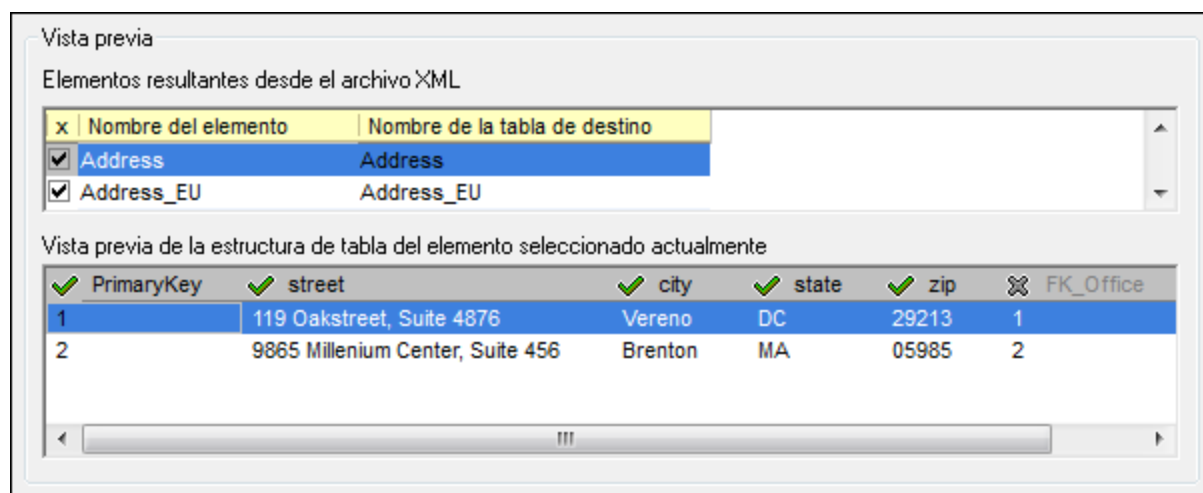 Vista previa
Elementos resultantes desde el archivo XML
x Nombre del elemento Nombre de la tabla de destino
Address Address
Address_EU Address_EU
Vista previa de la estructura de tabla del elemento seleccionado actualmente
PrimaryKey street city state zip FK_Office
1 119 Oakstreet, Suite 4876 Vereno DC 29213 1
2 9865 Millenium Center, Suite 456 Brenton MA 05985 2